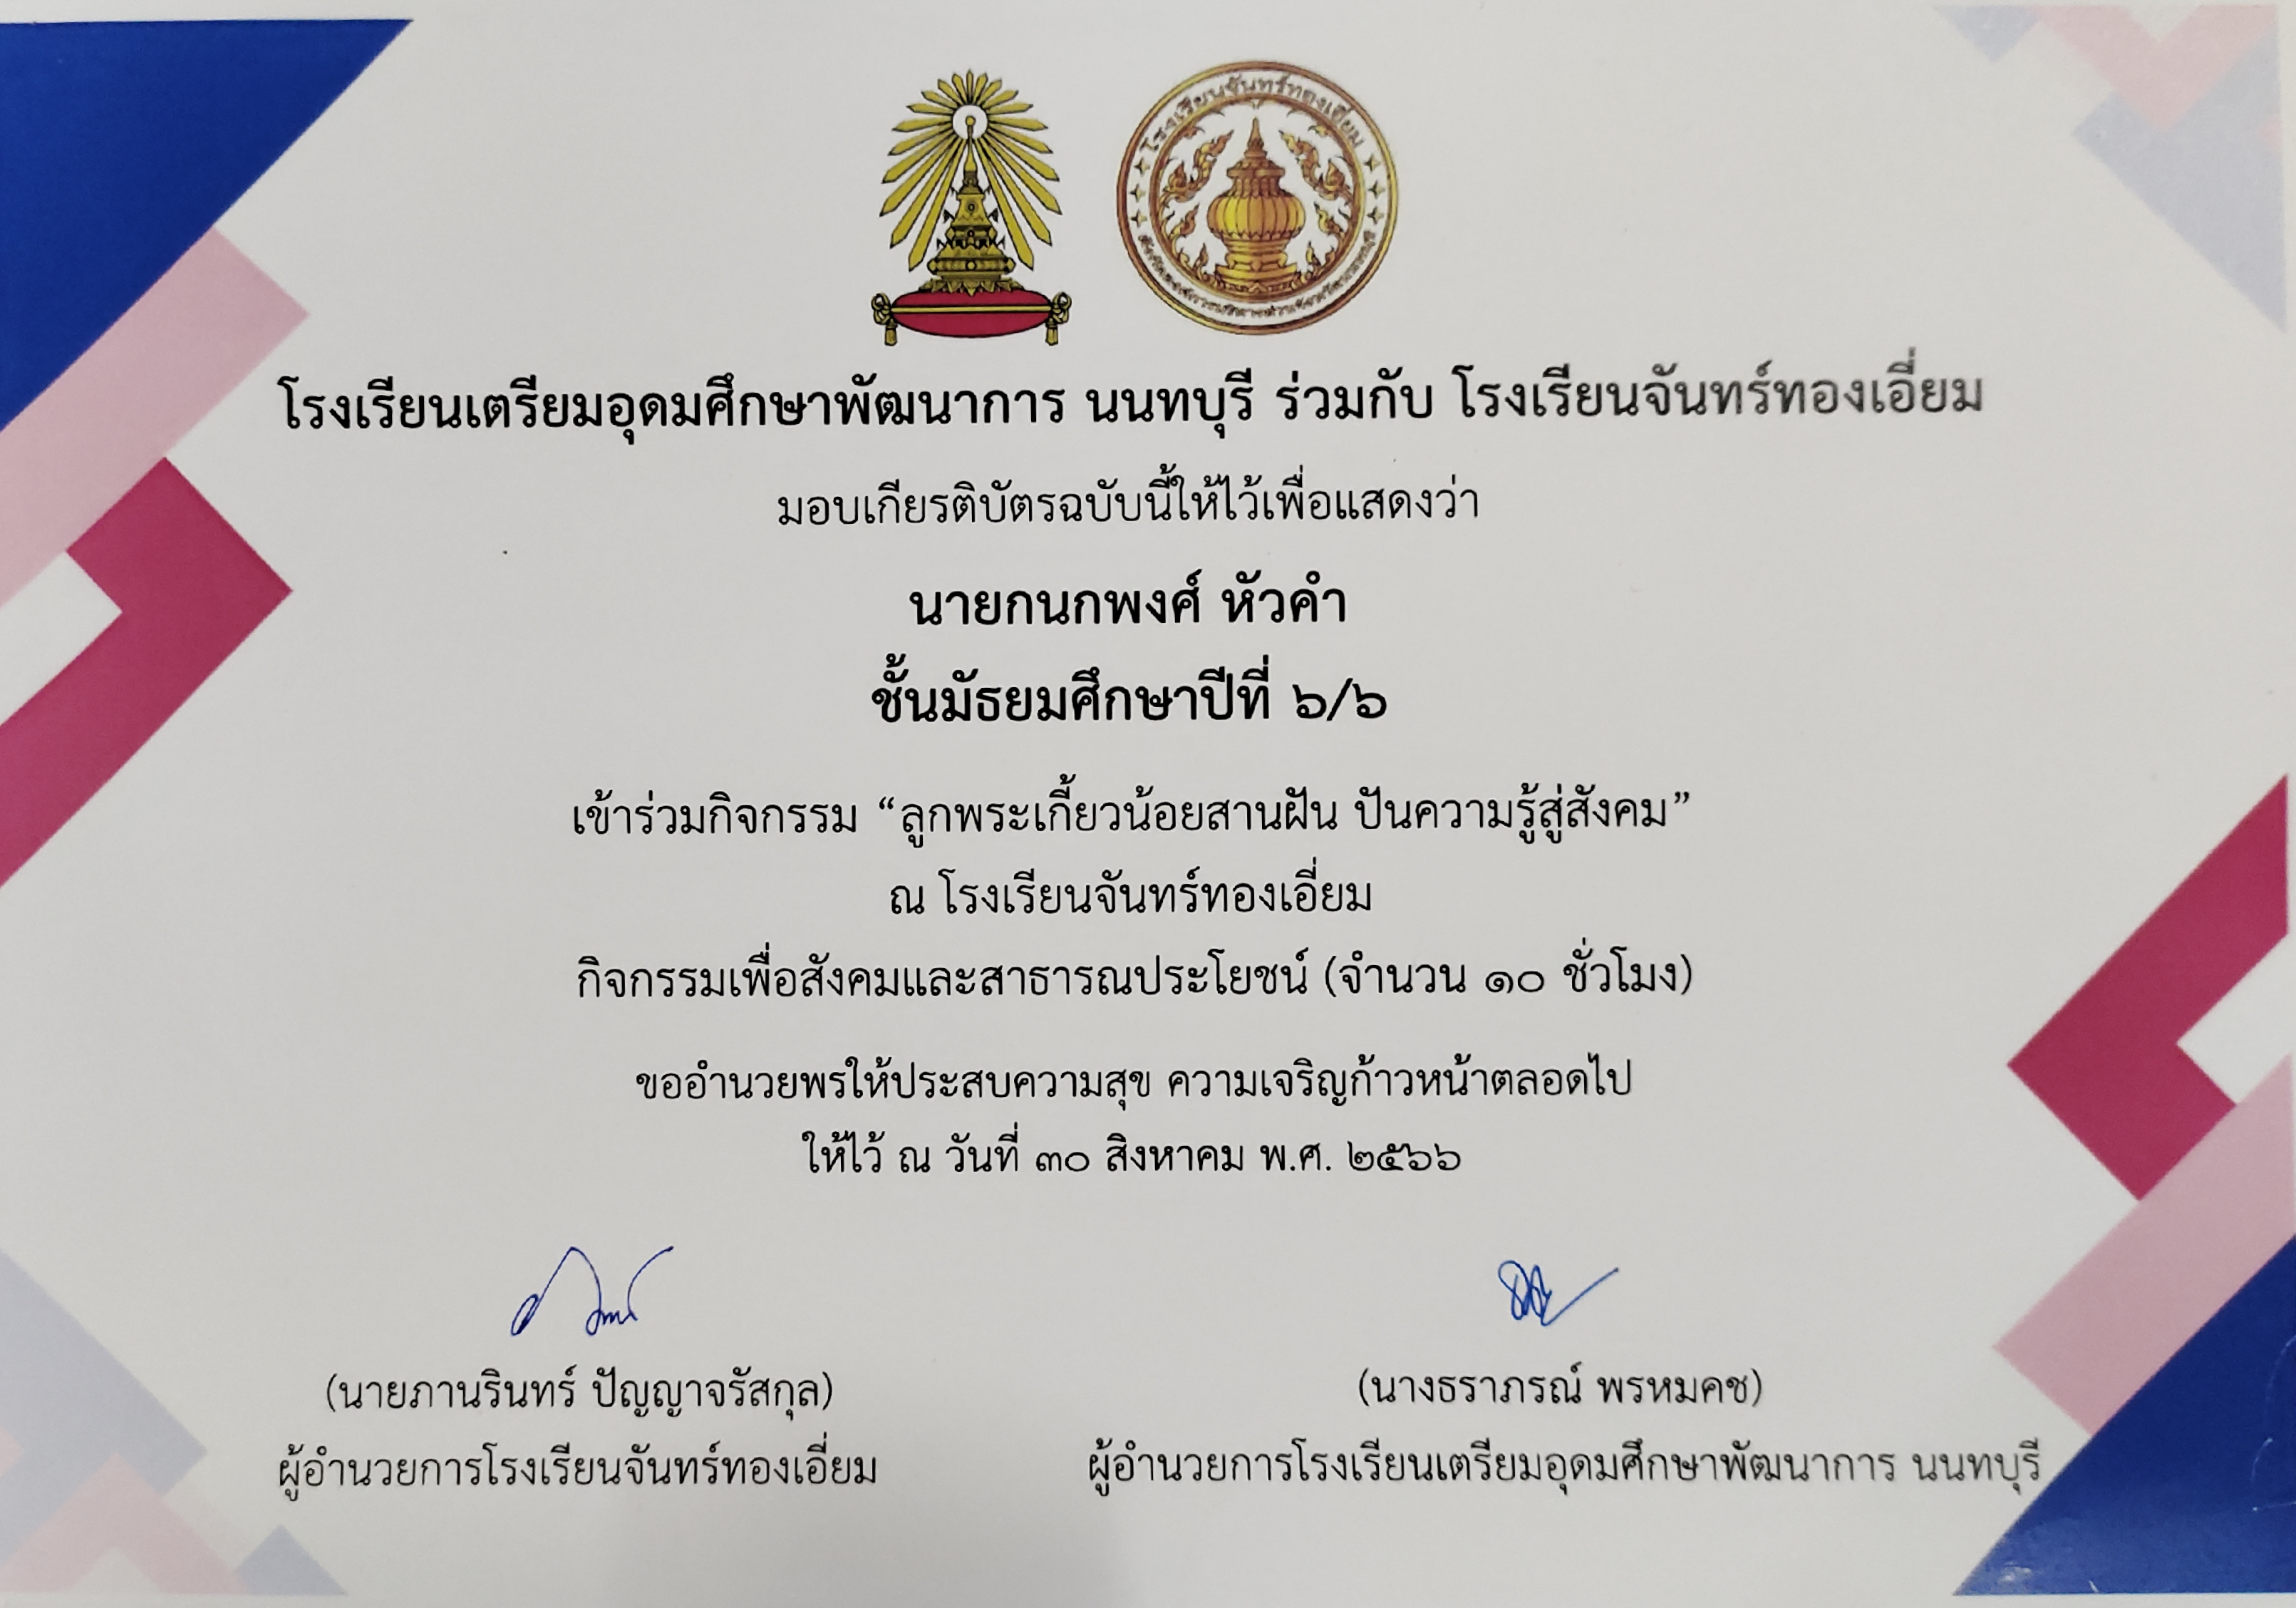 โรงเรียนจันทร์ทองเอี่ยม
โรงเรียนเตรียมอุดมศึกษาพัฒนาการ นนทบุรี ร่วมกับ โรงเรียนจันทร์ทองเอี่ยม
มอบเกียรติบัตรฉบับนี้ให้ไว้เพื่อแสดงว่า
นายกนกพงศ์ หัวคำ
ชั้นมัธยมศึกษาปีที่ ๖/๖
เข้าร่วมกิจกรรม “ลูกพระเกี้ยวน้อยสานฝัน ปันความรู้สู่สังคม”
ณ โรงเรียนจันทร์ทองเอี่ยม
กิจกรรมเพื่อสังคมและสาธารณประโยชน์ (จำนวน ๑๐ ชั่วโมง)
ขออำนวยพรให้ประสบความสุข ความเจริญก้าวหน้าตลอดไป
ให้ไว้ ณ วันที่ ๓๐ สิงหาคม พ.ศ. ๒๕๖๖
(นายภานรินทร์ ปัญญาจรัสกุล)
ผู้อำนวยการโรงเรียนจันทร์ทองเอี่ยม
(นางธราภรณ์ พรหมคช)
ผู้อำนวยการโรงเรียนเตรียมอุดมศึกษาพัฒนาการ นนทบุรี